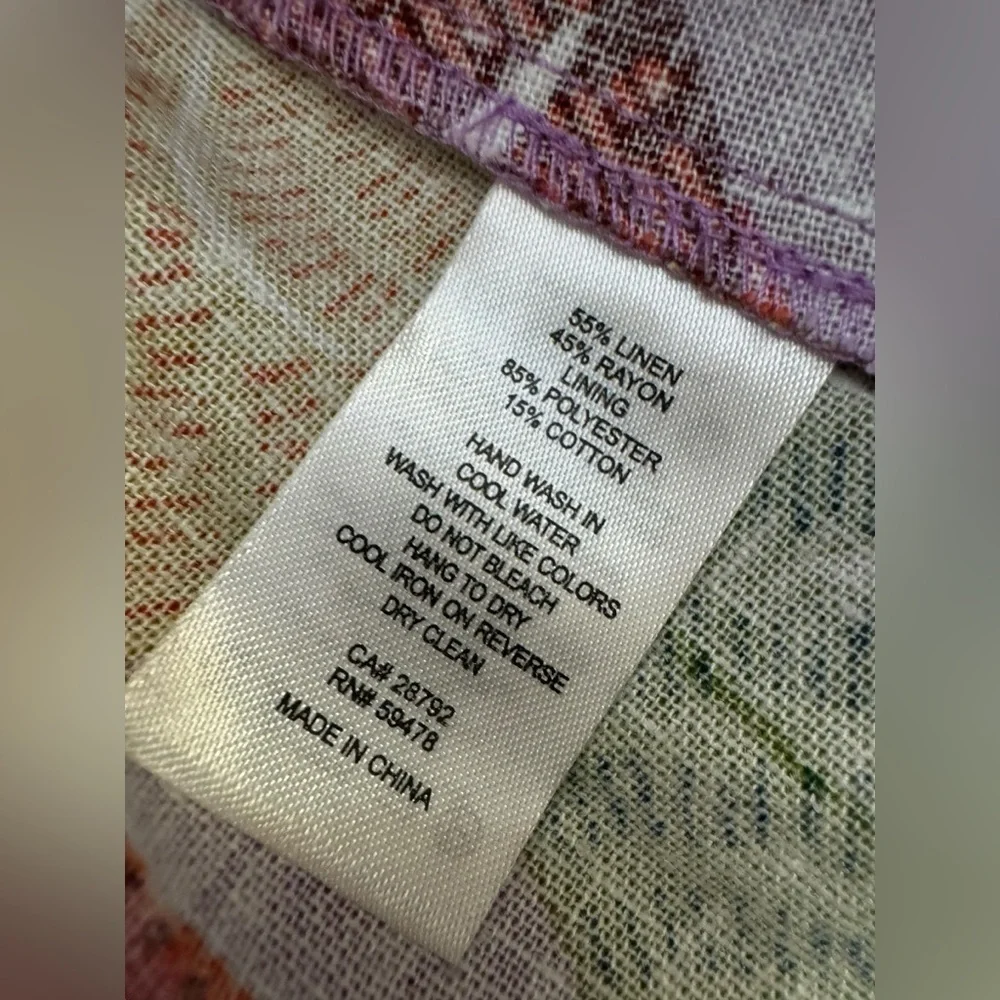 55% LINEN
45% RAYON
LINING
85% POLYESTER
15% COTTON
HAND WASH IN
COOL WATER
WASH WITH LIKE COLORS
DO NOT BLEACH
HANG TO DRY
COOL IRON ON REVERSE
DRY CLEAN
CA# 28792
RN# 59478
MADE IN CHINA